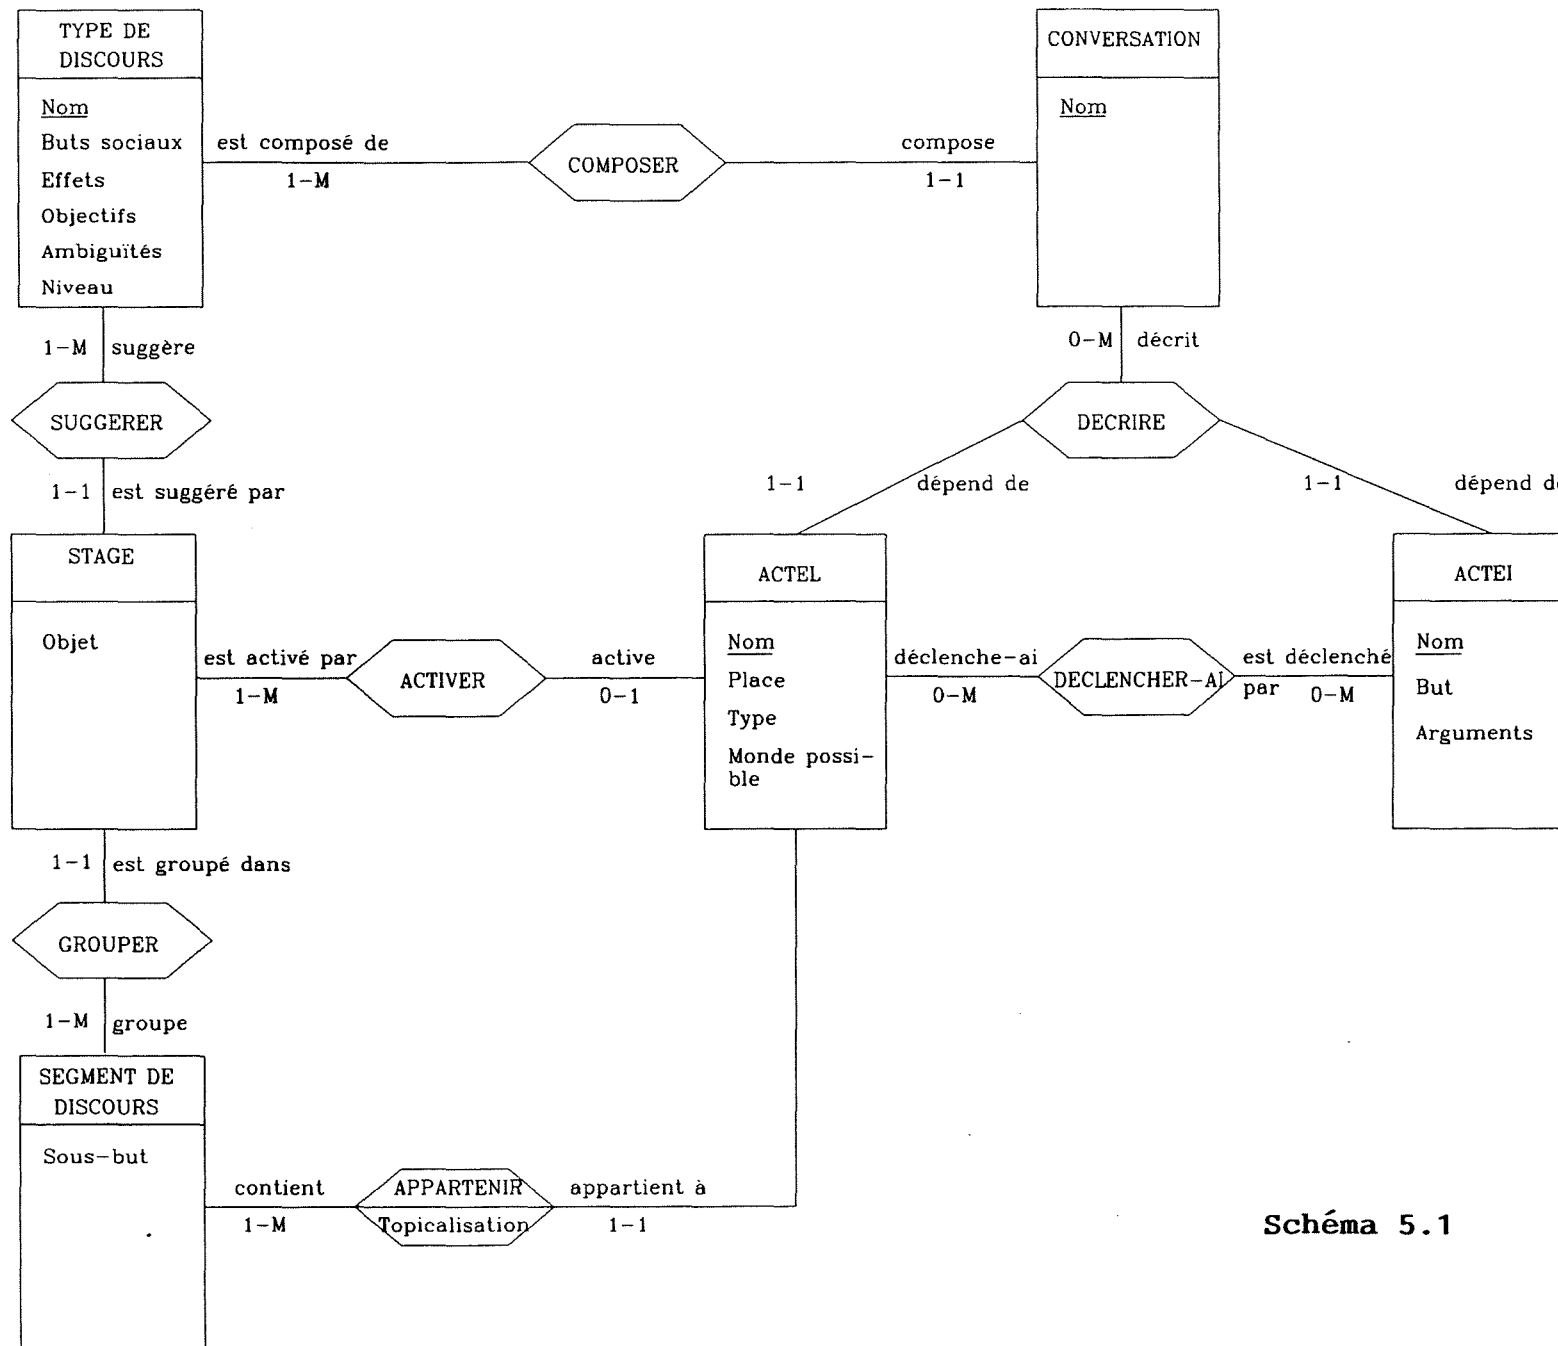 TYPE DE
DISCOURS
Nom
Buts sociaux
Effets
Objectifs
Ambiguïtés
Niveau
est composé de
1-M
COMPOSER
compose
1-1
CONVERSATION
Nom
1-M suggère
SUGGERER
1-1 est suggéré par
0-M décrit
DECRIRE
1-1 dépend de
1-1 dépend de
STAGE
Objet
est activé par
1-M
ACTIVER
active
0-1
ACTEL
Nom
Place
Type
Monde possi-
ble
déclenche-ai
0-M
DECLENCHER-AI
est déclenché
par 0-M
ACTEI
Nom
But
Arguments
1-1 est groupé dans
GROUPER
1-M groupe
SEGMENT DE
DISCOURS
Sous-but
contient
1-M
APPARTENIR
Topicalisation
appartient à
1-1
Schéma 5.1